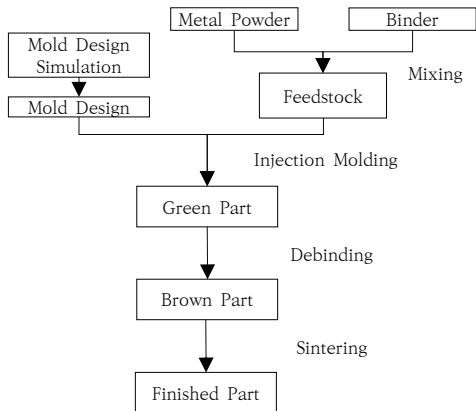 Metal Powder
Binder
Mold Design
Simulation
Mixing
Feedstock
Mold Design
Injection Molding
Green Part
Debinding
Brown Part
Sintering
Finished Part